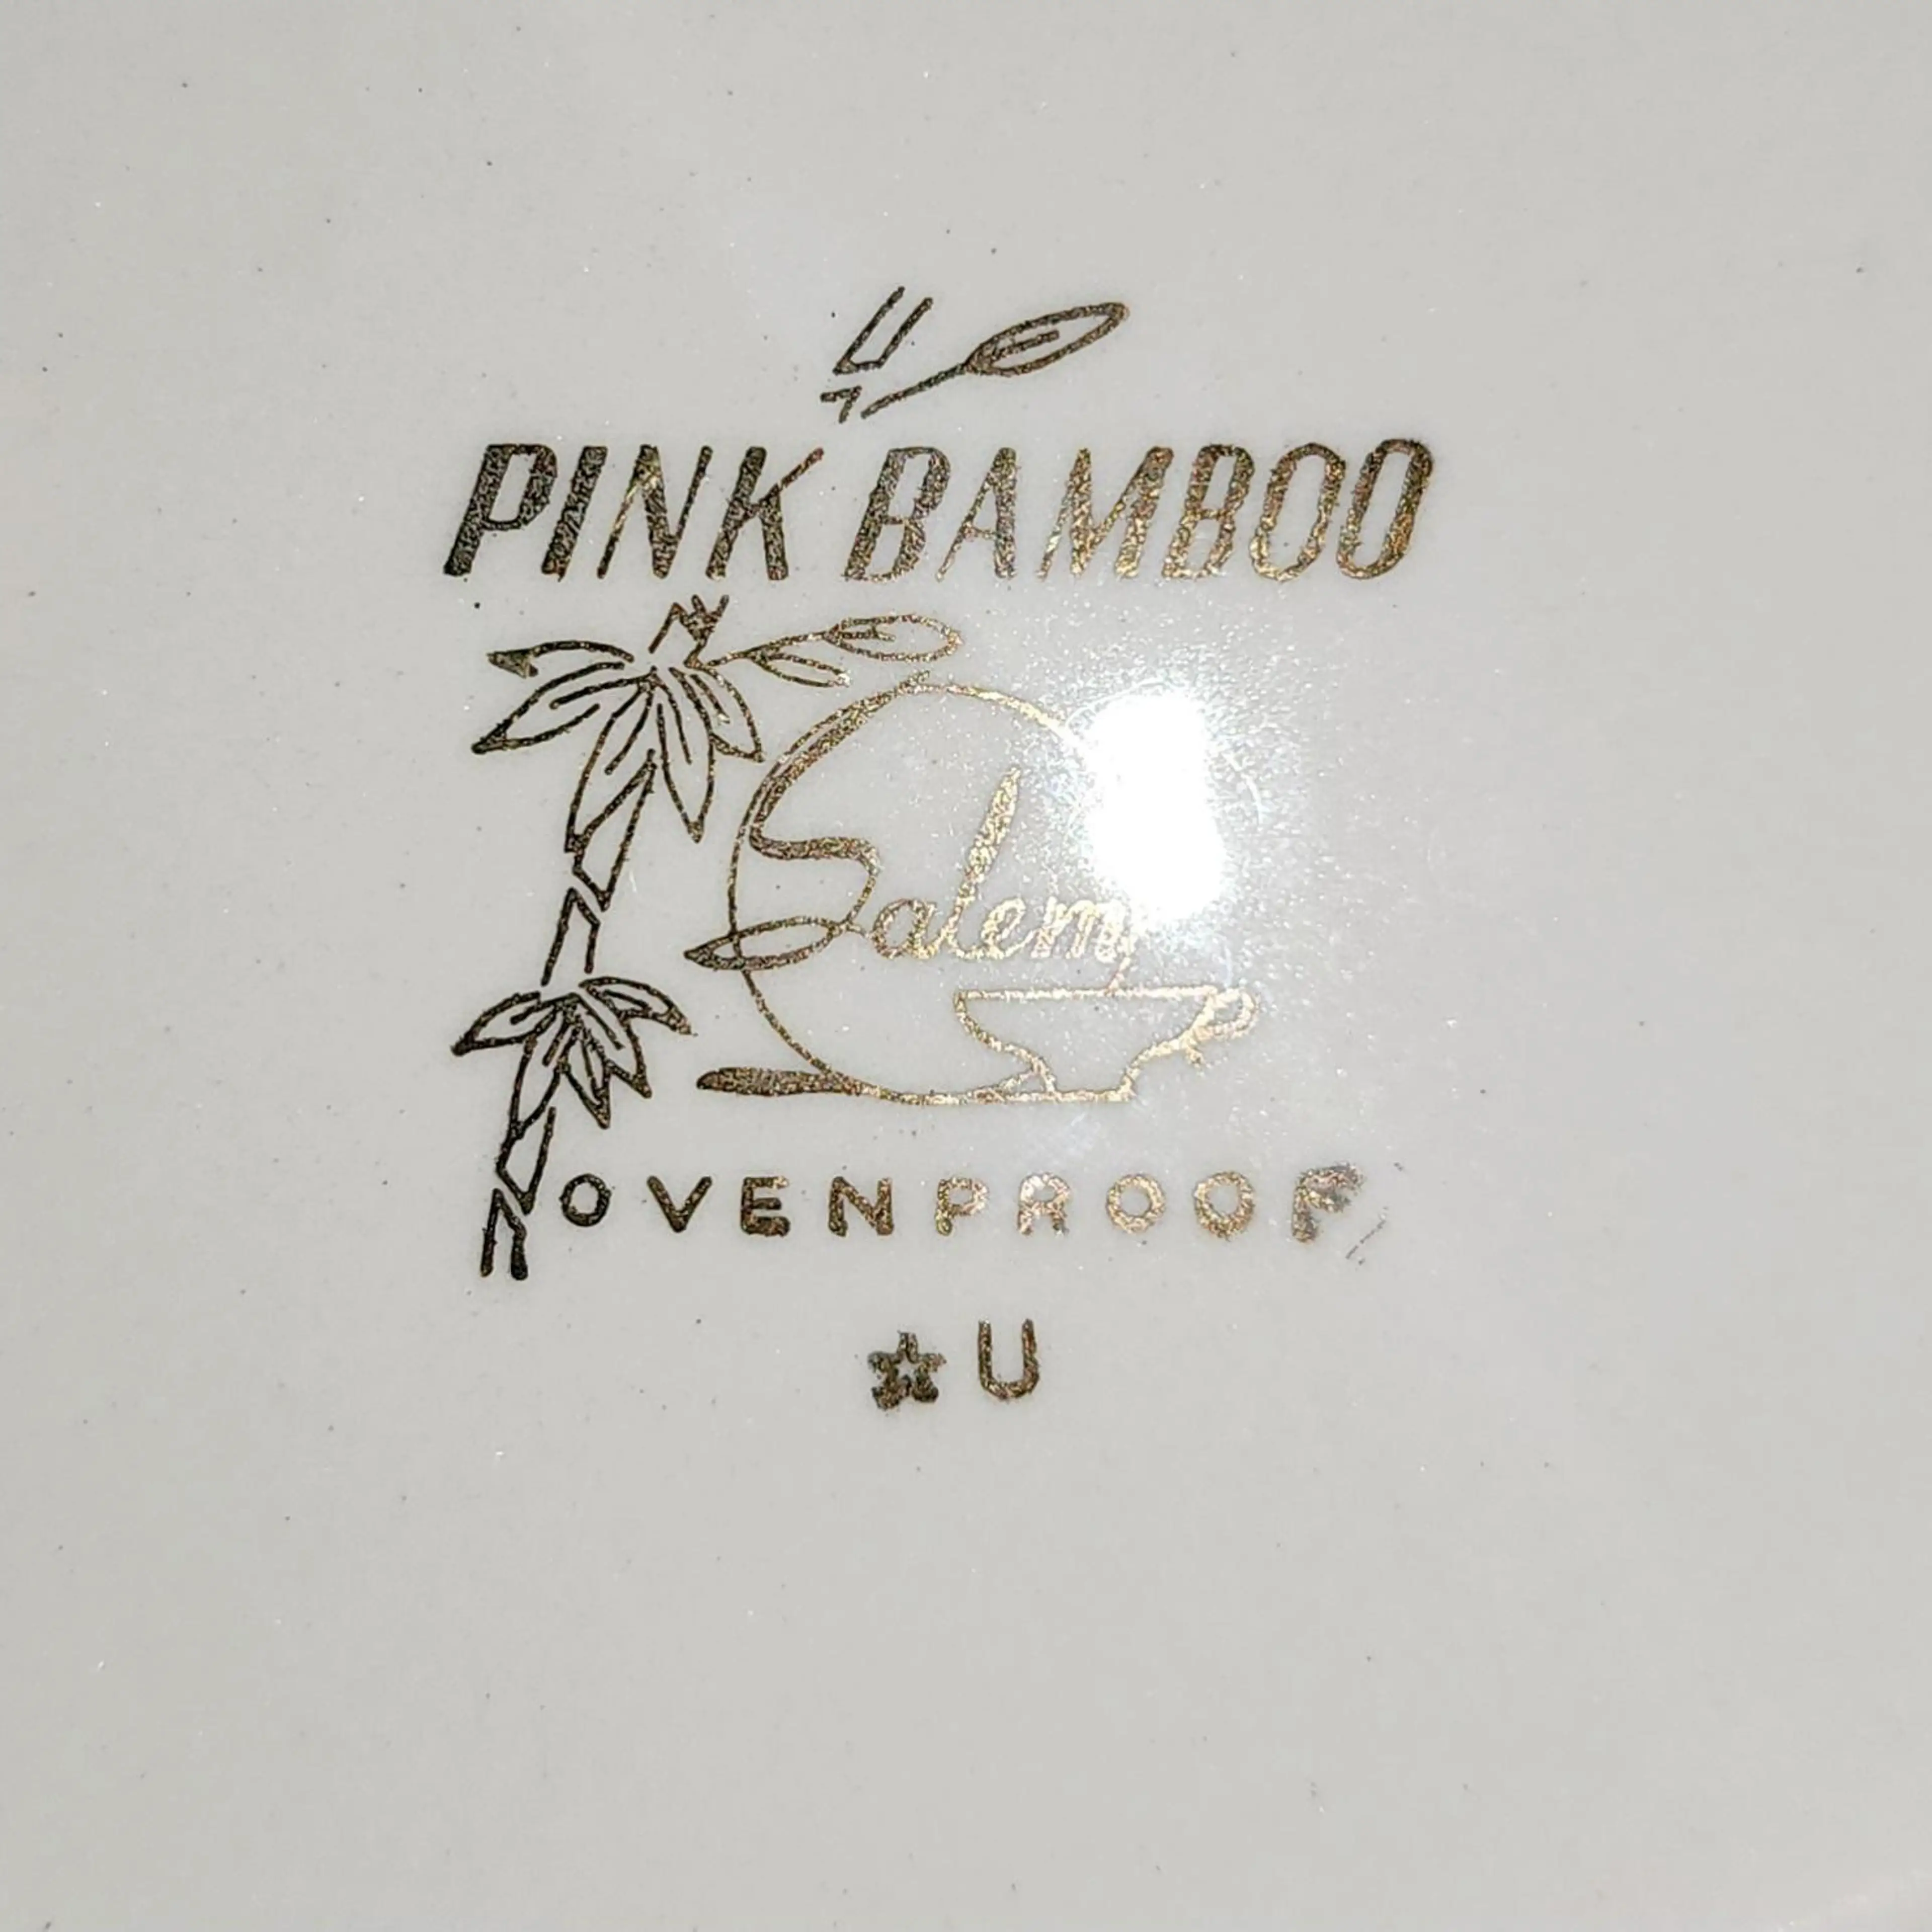 PINK BAMBOO
Salem
OVENPROOF
☆ U